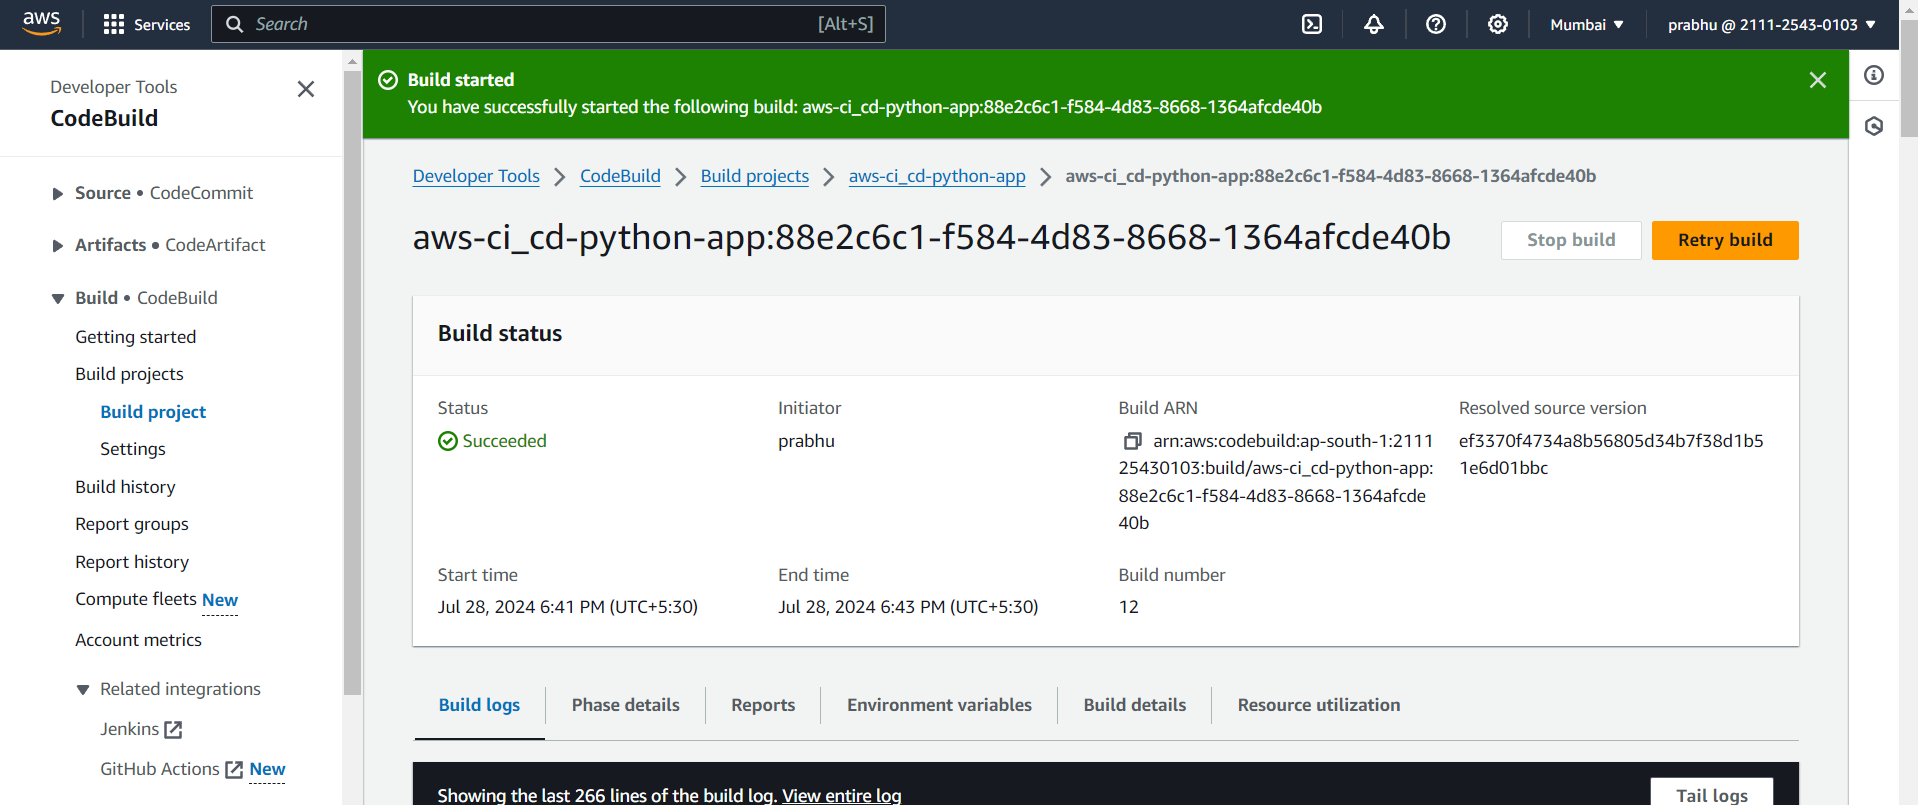 aws
Services
Search
[Alt+S]
Mumbai
prabhu @ 2111-2543-0103
Developer Tools
CodeBuild
Source • CodeCommit
Artifacts • CodeArtifact
Build • CodeBuild
Getting started
Build projects
Build project
Settings
Build history
Report groups
Report history
Compute fleets New
Account metrics
Related integrations
Jenkins
GitHub Actions New
Build started
You have successfully started the following build: aws-ci_cd-python-app:88e2c6c1-f584-4d83-8668-1364afcde40b
Developer Tools
CodeBuild
Build projects
aws-ci_cd-python-app
aws-ci_cd-python-app:88e2c6c1-f584-4d83-8668-1364afcde40b
aws-ci_cd-python-app:88e2c6c1-f584-4d83-8668-1364afcde40b
Stop build
Retry build
Build status
Status
Succeeded
Initiator
prabhu
Build ARN
arn:aws:codebuild:ap-south-1:2111
25430103:build/aws-ci_cd-python-app:
88e2c6c1-f584-4d83-8668-1364afcde
40b
Resolved source version
ef3370f4734a8b56805d34b7f38d1b5
1e6d01bbc
Start time
Jul 28, 2024 6:41 PM (UTC+5:30)
End time
Jul 28, 2024 6:43 PM (UTC+5:30)
Build number
12
Build logs
Phase details
Reports
Environment variables
Build details
Resource utilization
Showing the last 266 lines of the build log. View entire log
Tail logs